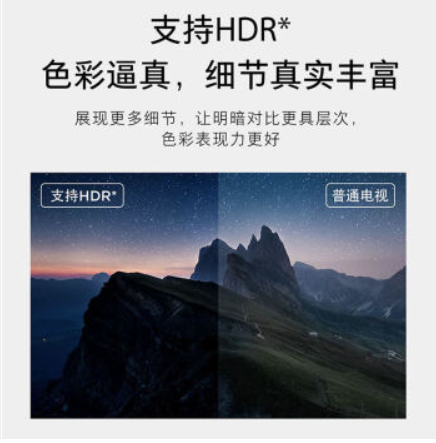 支持HDR*
色彩逼真，细节真实丰富
展现更多细节，让明暗对比更具层次，
色彩表现力更好
支持HDR*
普通电视